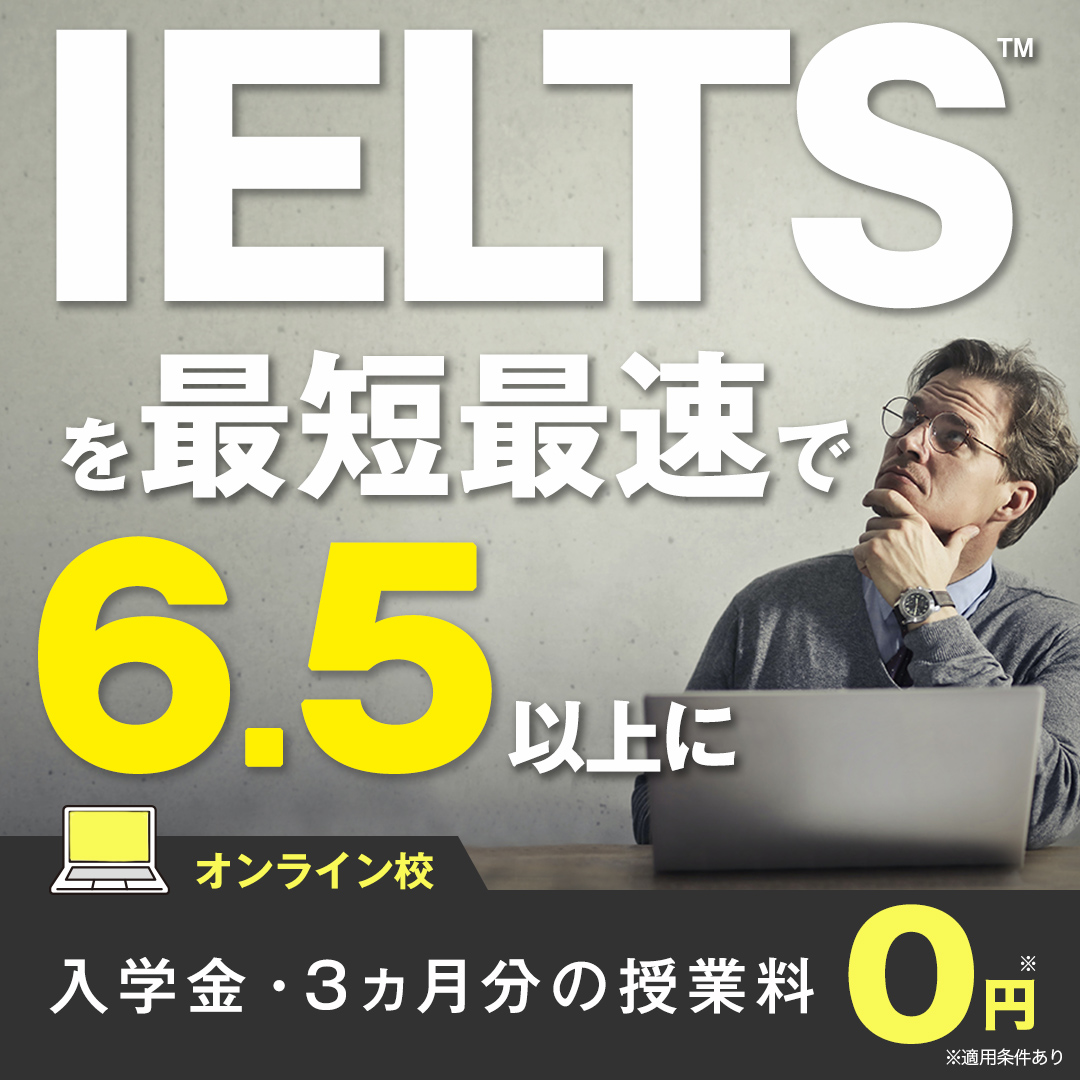 IELTS™
を最短最速で
6.5以上に
オンライン校
入学金・3ヵ月分の授業料0円※
※適用条件あり